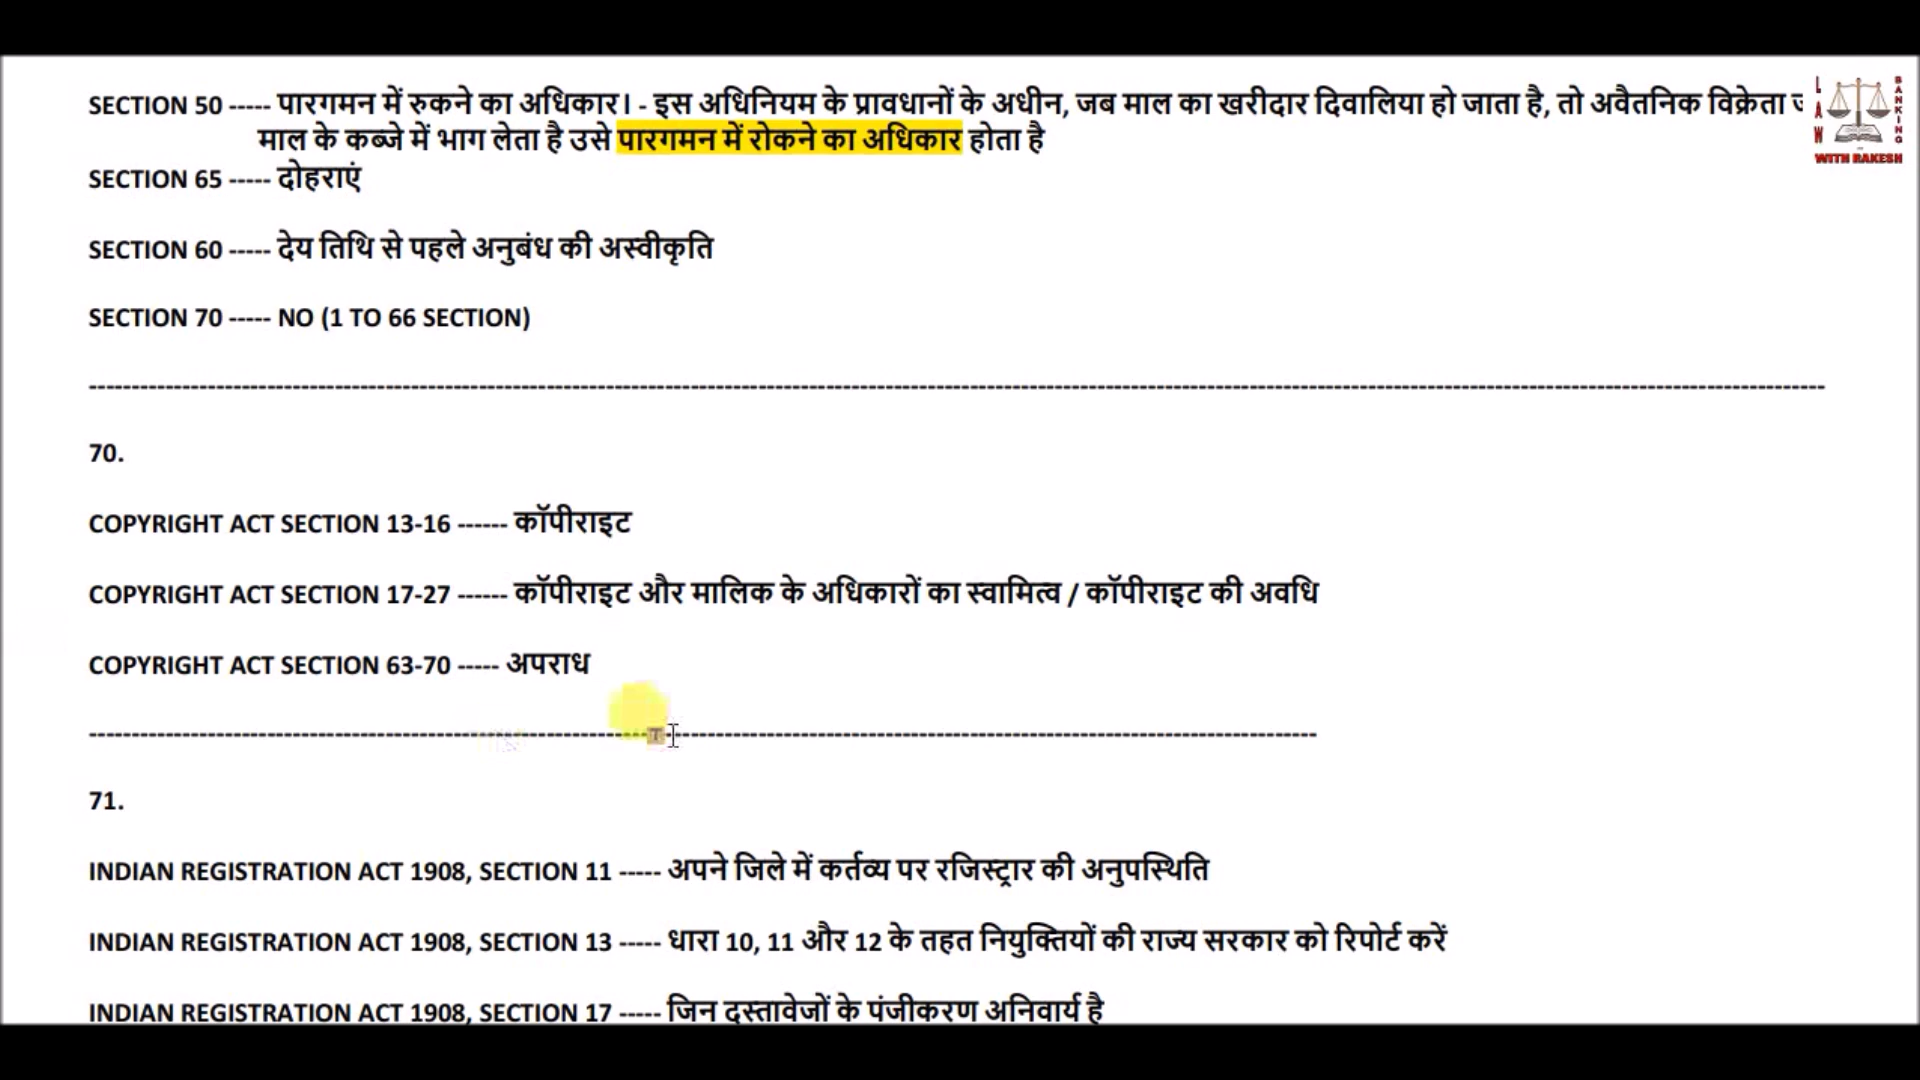 SECTION 50 ----- पारगमन में रुकने का अधिकार। - इस अधिनियम के प्रावधानों के अधीन, जब माल का खरीदार दिवालिया हो जाता है, तो अवैतनिक विक्रेता
माल के कब्जे में भाग लेता है उसे पारगमन में रोकने का अधिकार होता है
SECTION 65 ----- दोहराएं
SECTION 60 ----- देय तिथि से पहले अनुबंध की अस्वीकृति
SECTION 70 ----- NO (1 TO 66 SECTION)
70.
COPYRIGHT ACT SECTION 13-16 ------ कॉपीराइट
COPYRIGHT ACT SECTION 17-27 ------ कॉपीराइट और मालिक के अधिकारों का स्वामित्व / कॉपीराइट की अवधि
COPYRIGHT ACT SECTION 63-70 ----- अपराध
71.
INDIAN REGISTRATION ACT 1908, SECTION 11 ----- अपने जिले में कर्तव्य पर रजिस्ट्रार की अनुपस्थिति
INDIAN REGISTRATION ACT 1908, SECTION 13 ----- धारा 10, 11 और 12 के तहत नियुक्तियों की राज्य सरकार को रिपोर्ट करें
INDIAN REGISTRATION ACT 1908, SECTION 17 ----- जिन दस्तावेजों के पंजीकरण अनिवार्य है
LAW
BANKING
WITH RAKESH